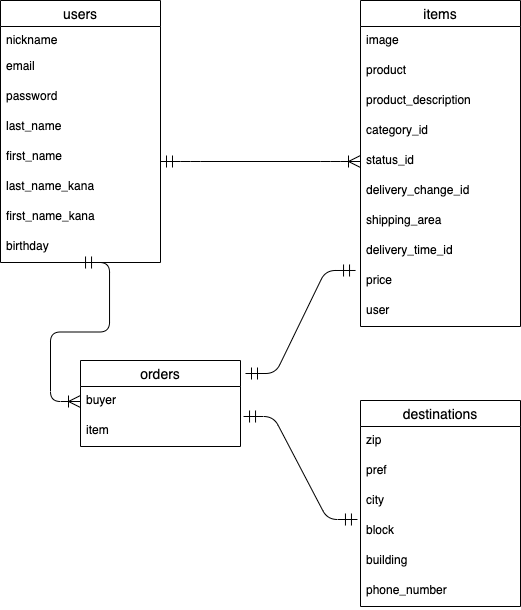 users
nickname
email
password
last_name
first_name
last_name_kana
first_name_kana
birthday
items
image
product
product_description
category_id
status_id
delivery_change_id
shipping_area
delivery_time_id
price
user
orders
buyer
item
destinations
zip
pref
city
block
building
phone_number